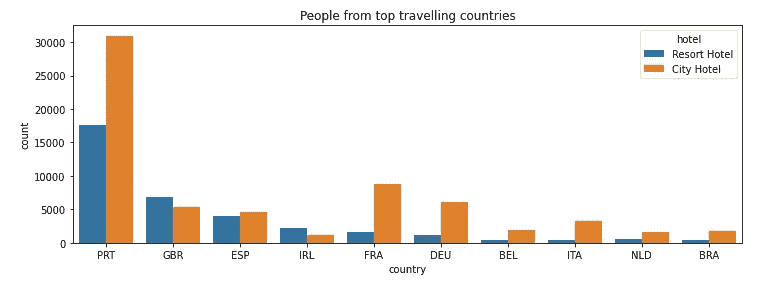 People from top travelling countries
hotel
Resort Hotel
City Hotel
30000
25000
20000
15000
10000
5000
0
count
PRT GBR ESP IRL FRA DEU BEL ITA NLD BRA
country